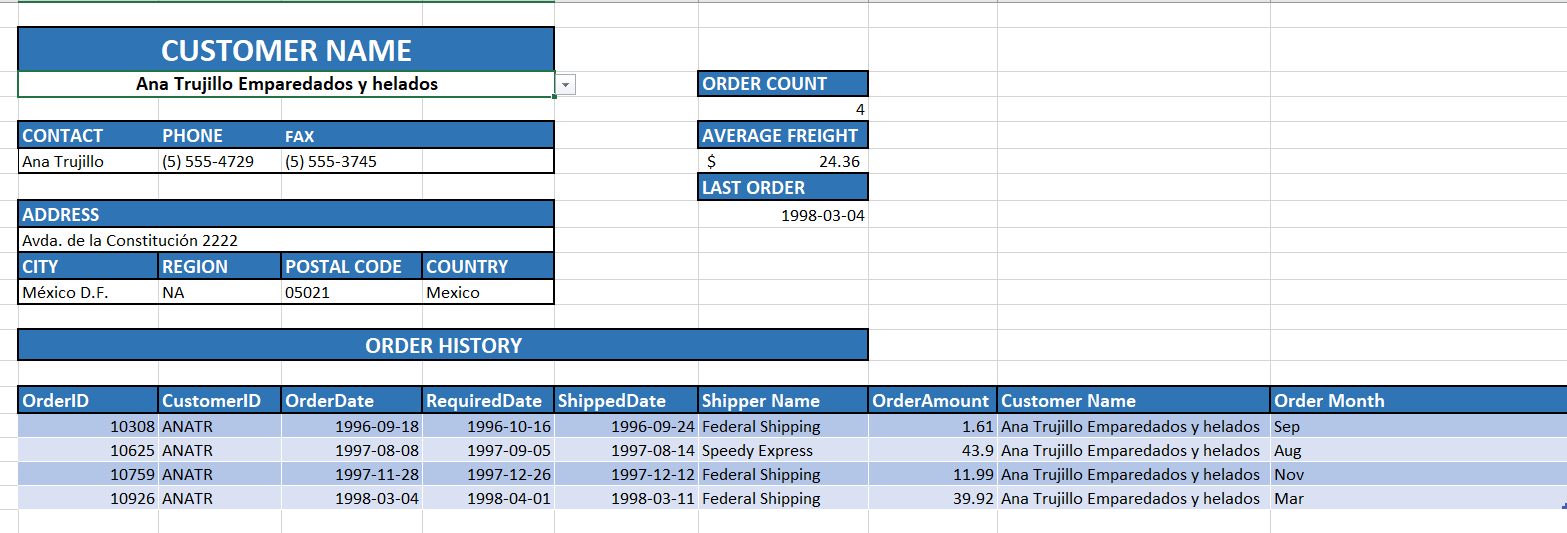 CUSTOMER NAME
Ana Trujillo Emparedados y helados
ORDER COUNT
4
CONTACT PHONE FAX
AVERAGE FREIGHT
Ana Trujillo (5) 555-4729 (5) 555-3745
$ 24.36
LAST ORDER
1998-03-04
ADDRESS
Avda. de la Constitución 2222
CITY REGION POSTAL CODE COUNTRY
México D.F. NA 05021 Mexico
ORDER HISTORY
OrderID CustomerID OrderDate RequiredDate ShippedDate Shipper Name OrderAmount Customer Name Order Month
10308 ANATR 1996-09-18 1996-10-16 1996-09-24 Federal Shipping 1.61 Ana Trujillo Emparedados y helados Sep
10625 ANATR 1997-08-08 1997-09-05 1997-08-14 Speedy Express 43.9 Ana Trujillo Emparedados y helados Aug
10759 ANATR 1997-11-28 1997-12-26 1997-12-12 Federal Shipping 11.99 Ana Trujillo Emparedados y helados Nov
10926 ANATR 1998-03-04 1998-04-01 1998-03-11 Federal Shipping 39.92 Ana Trujillo Emparedados y helados Mar